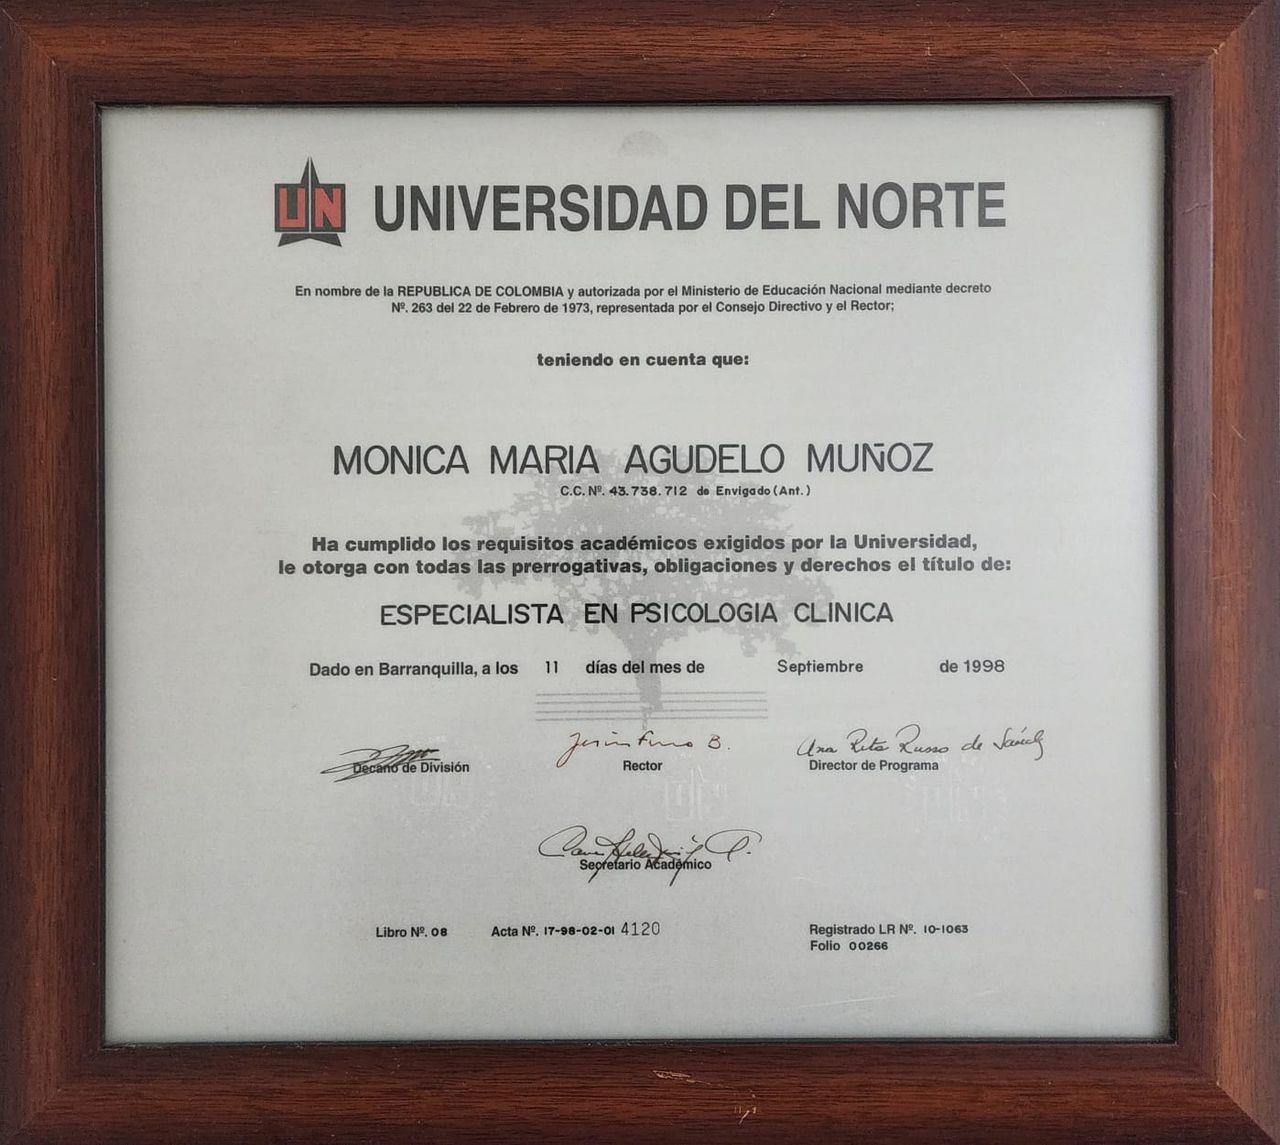 UN UNIVERSIDAD DEL NORTE
En nombre de la REPUBLICA DE COLOMBIA y autorizada por el Ministerio de Educación Nacional mediante decreto
Nº. 263 del 22 de Febrero de 1973, representada por el Consejo Directivo y el Rector;
teniendo en cuenta que:
MONICA MARIA AGUDELO MUÑOZ
C.C. Nº. 43.738.712 de Envigado (Ant.)
Ha cumplido los requisitos académicos exigidos por la Universidad,
le otorga con todas las prerrogativas, obligaciones y derechos el título de:
ESPECIALISTA EN PSICOLOGIA CLINICA
Dado en Barranquilla, a los 11 días del mes de Septiembre de 1998
Ana Rita Russo de
Decano de División Rector Director de Programa
Secretario Académico
Libro Nº. 08 Acta Nº. 17-98-02-01 4120 Registrado LR Nº. 10-1063
Folio 00266